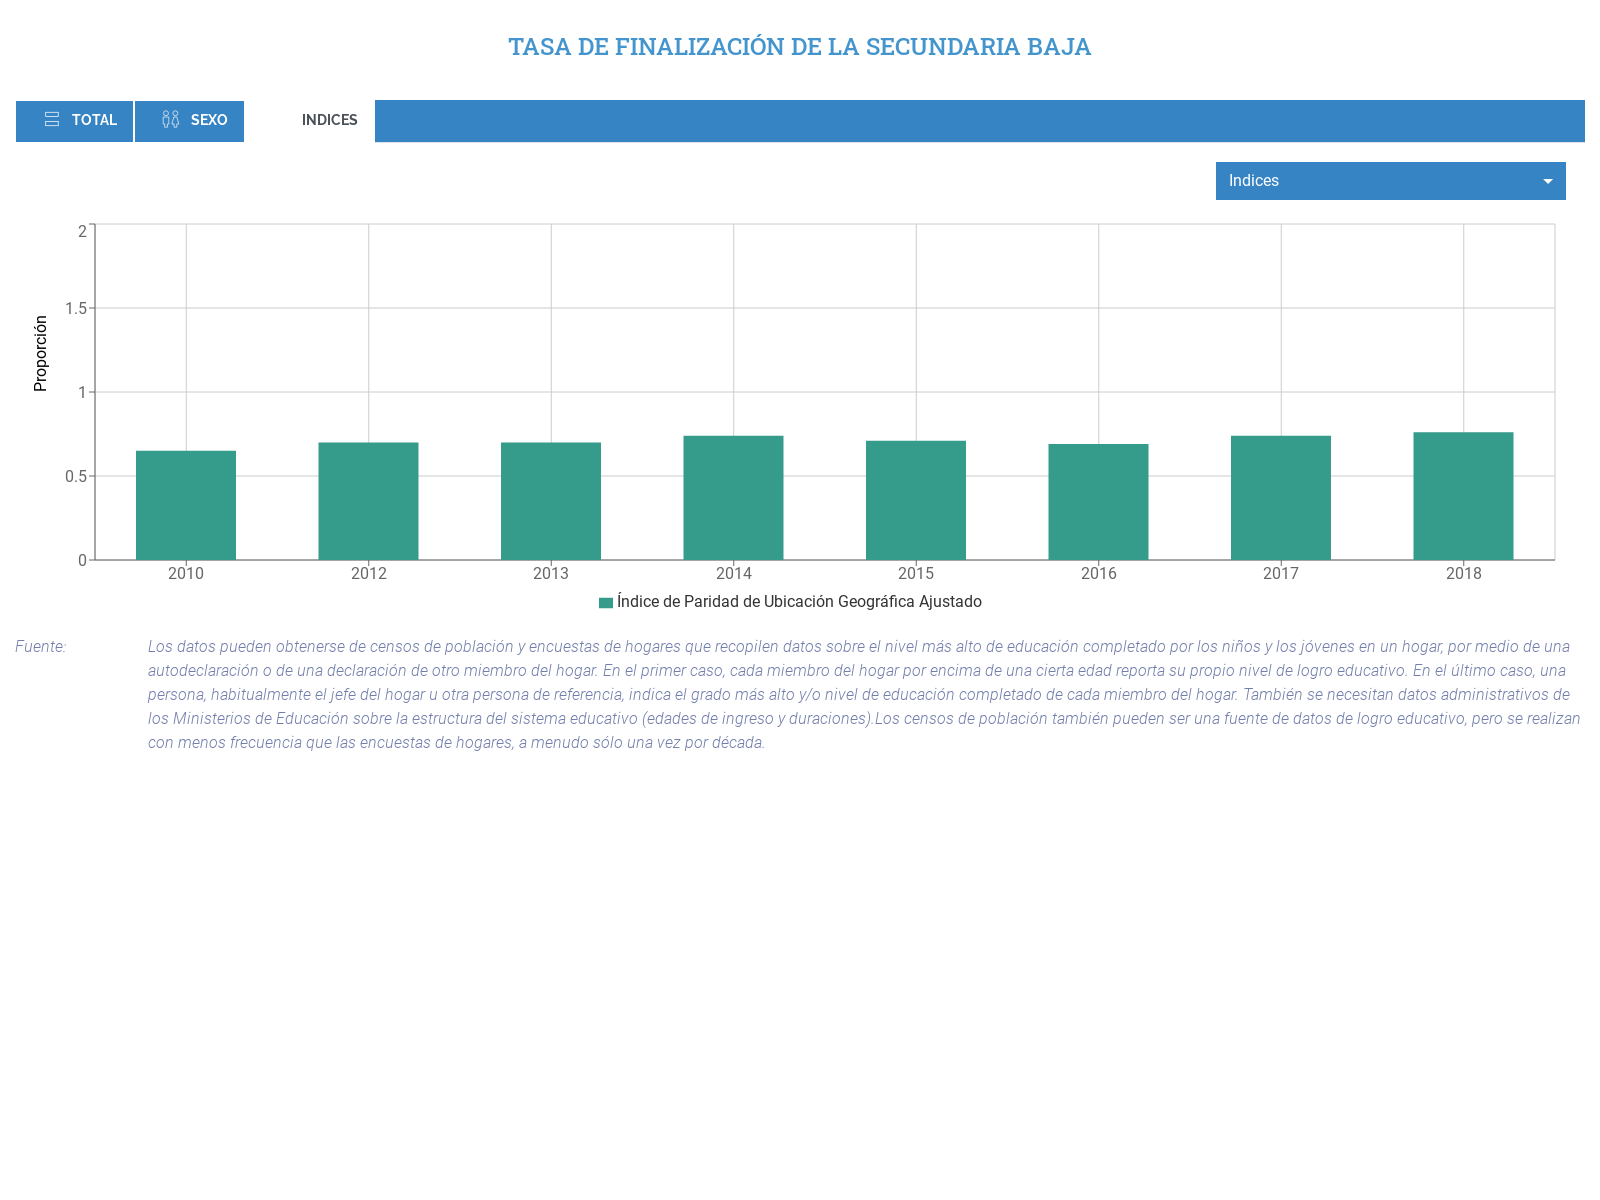 TASA DE FINALIZACIÓN DE LA SECUNDARIA BAJA
TOTAL
SEXO
INDICES
Indices
2
1.5
1
0.5
0
Proporción
2010
2012
2013
2014
2015
2016
2017
2018
Índice de Paridad de Ubicación Geográfica Ajustado
Fuente:
Los datos pueden obtenerse de censos de población y encuestas de hogares que recopilen datos sobre el nivel más alto de educación completado por los niños y los jóvenes en un hogar, por medio de una
autodeclaración o de una declaración de otro miembro del hogar. En el primer caso, cada miembro del hogar por encima de una cierta edad reporta su propio nivel de logro educativo. En el último caso, una
persona, habitualmente el jefe del hogar u otra persona de referencia, indica el grado más alto y/o nivel de educación completado de cada miembro del hogar. También se necesitan datos administrativos de
los Ministerios de Educación sobre la estructura del sistema educativo (edades de ingreso y duraciones).Los censos de población también pueden ser una fuente de datos de logro educativo, pero se realizan
con menos frecuencia que las encuestas de hogares, a menudo sólo una vez por década.